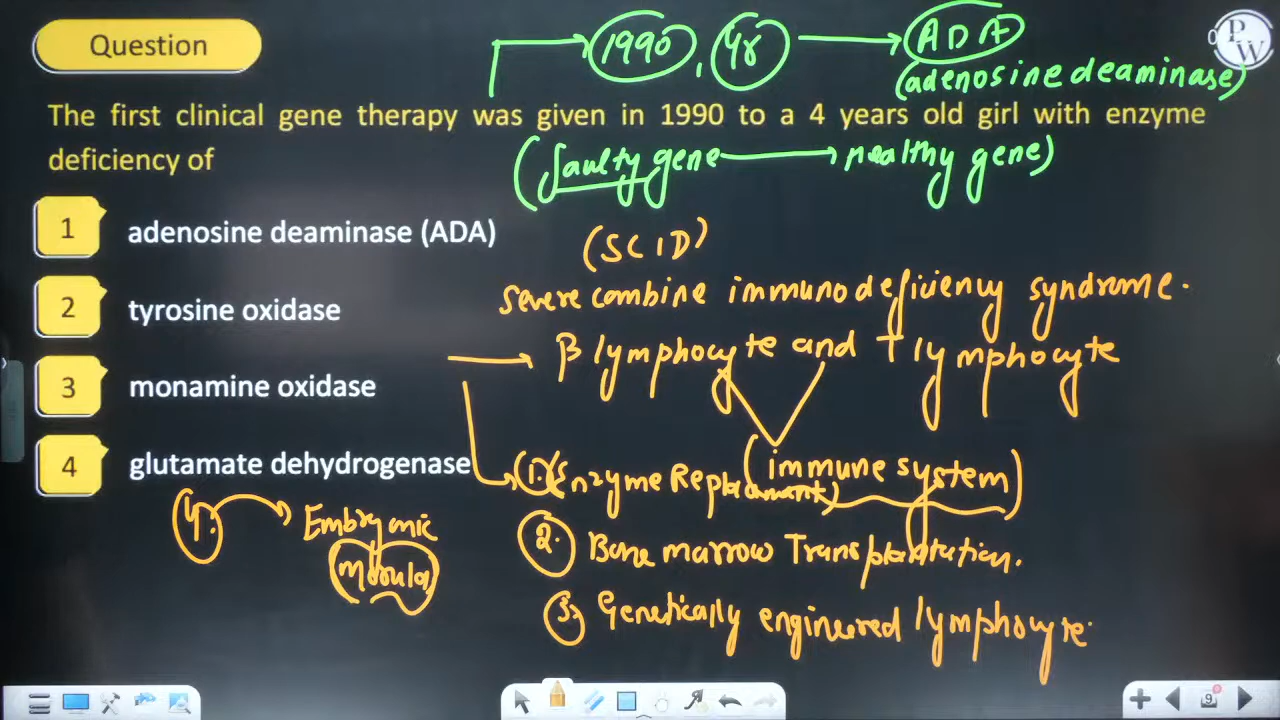 Question
1990, 4yr → ADA
(adenosine deaminase)
PW
The first clinical gene therapy was given in 1990 to a 4 years old girl with enzyme
deficiency of
(faulty gene → healthy gene)
1 adenosine deaminase (ADA)
(SCID)
severe combine immunodeficiency syndrome.
2 tyrosine oxidase
→ β lymphocyte and T lymphocyte
3 monamine oxidase
(immune system)
4 glutamate dehydrogenase
(1.) (Enzyme Replacement)
4. → Embryonic
morula
2. Bone marrow Transplantation.
3) Genetically engineered lymphocyte.
9